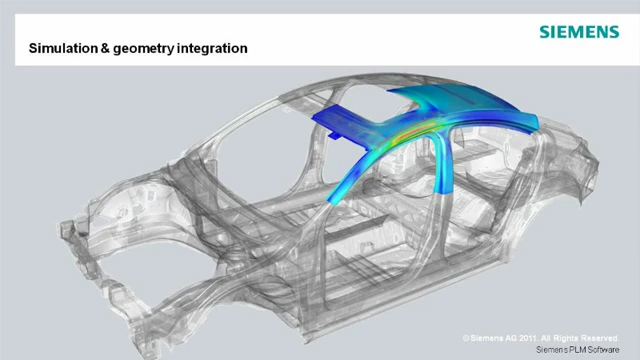 SIEMENS
Simulation & geometry integration
© Siemens AG 2011. All Rights Reserved.
Siemens PLM Software